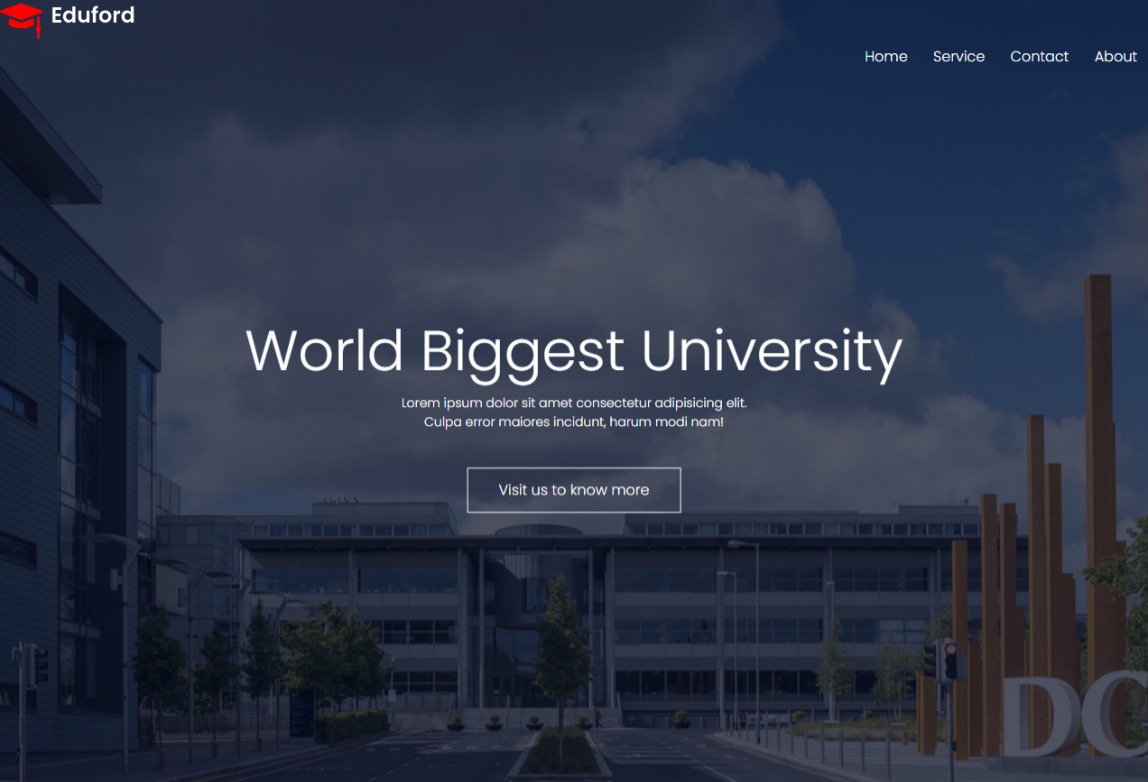 Eduford
Home Service Contact About
World Biggest University
Lorem ipsum dolor sit amet consectetur adipisicing elit.
Culpa error maiores incidunt, harum modi nam!
Visit us to know more
DC